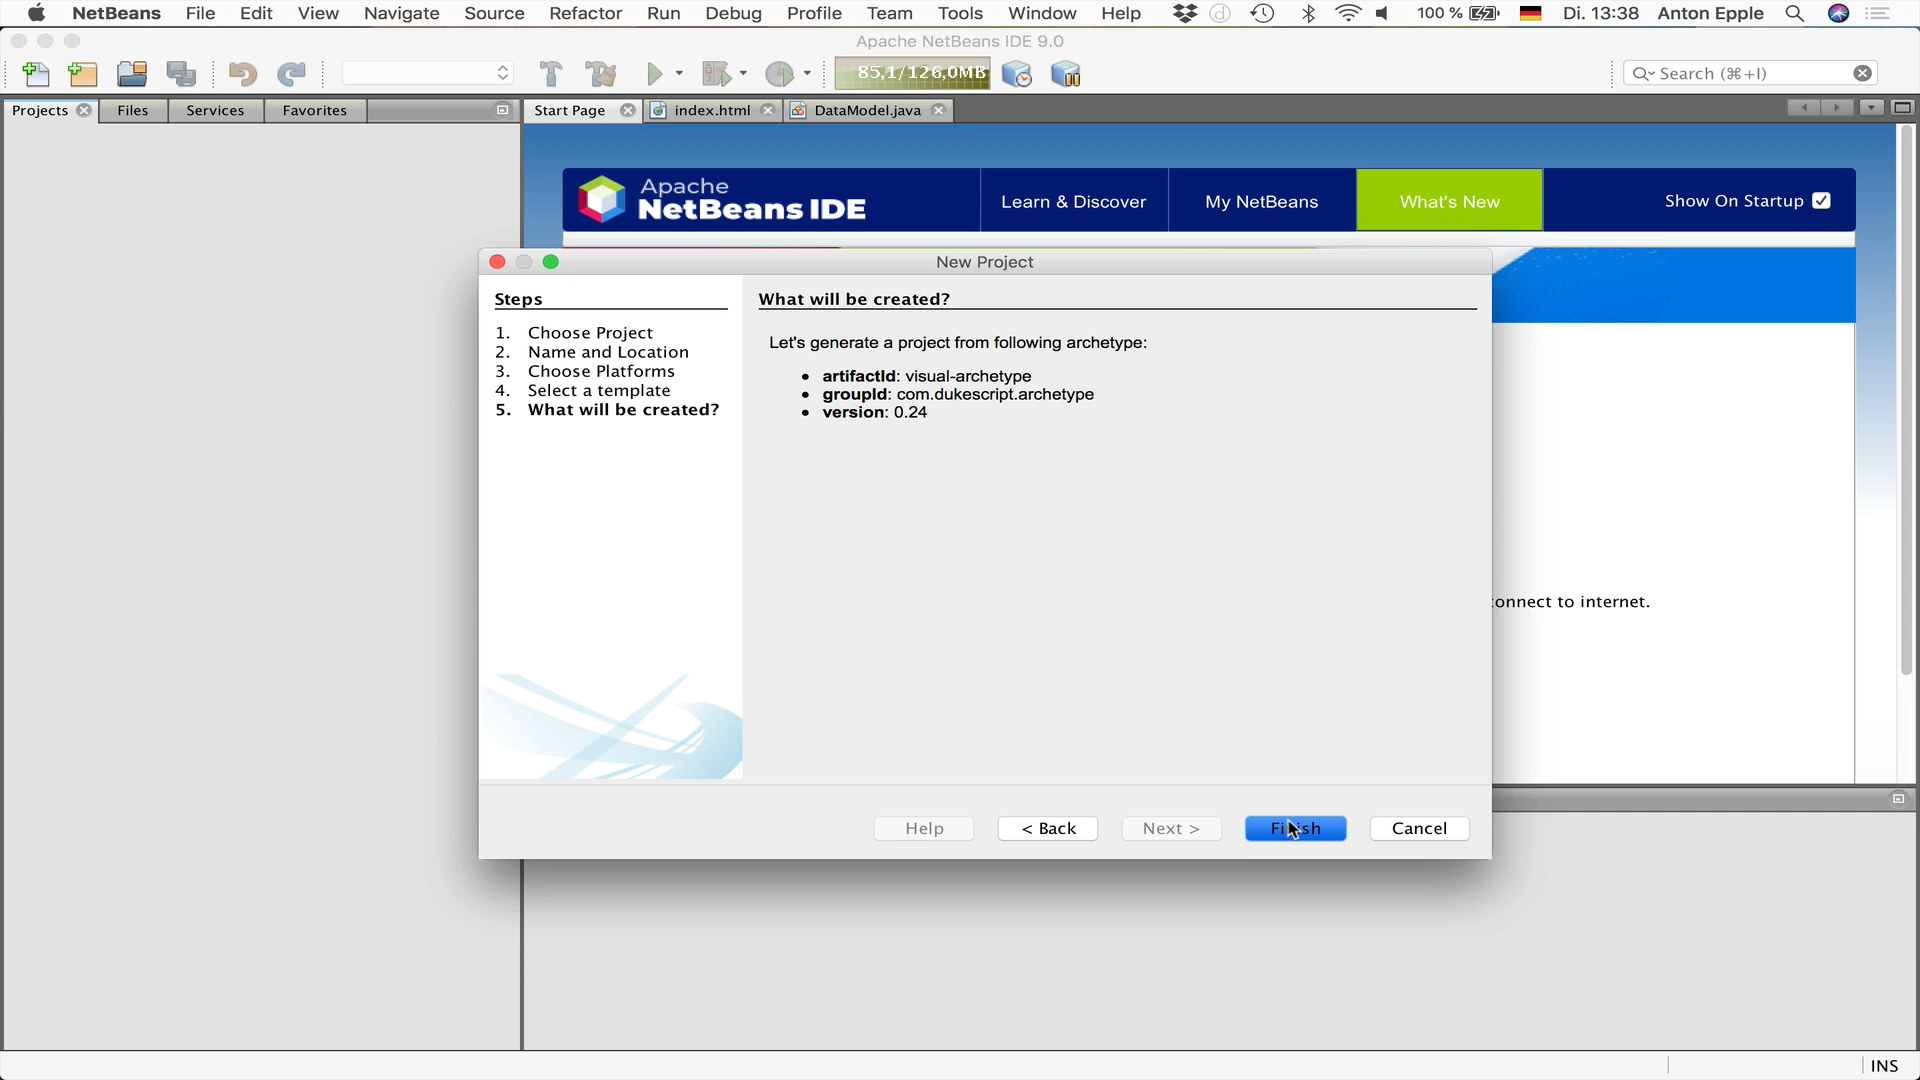 NetBeans File Edit View Navigate Source Refactor Run Debug Profile Team Tools Window Help 100 % Di. 13:38 Anton Epple
Apache NetBeans IDE 9.0
85,1/126,0MB
Search (⌘+I)
Projects Files Services Favorites
Start Page index.html DataModel.java
Apache
NetBeans IDE
Learn & Discover
My NetBeans
What's New
Show On Startup
New Project
Steps
1. Choose Project
2. Name and Location
3. Choose Platforms
4. Select a template
5. What will be created?
What will be created?
Let's generate a project from following archetype:
• artifactId: visual-archetype
• groupId: com.dukescript.archetype
• version: 0.24
connect to internet.
Help < Back Next > Finish Cancel
INS